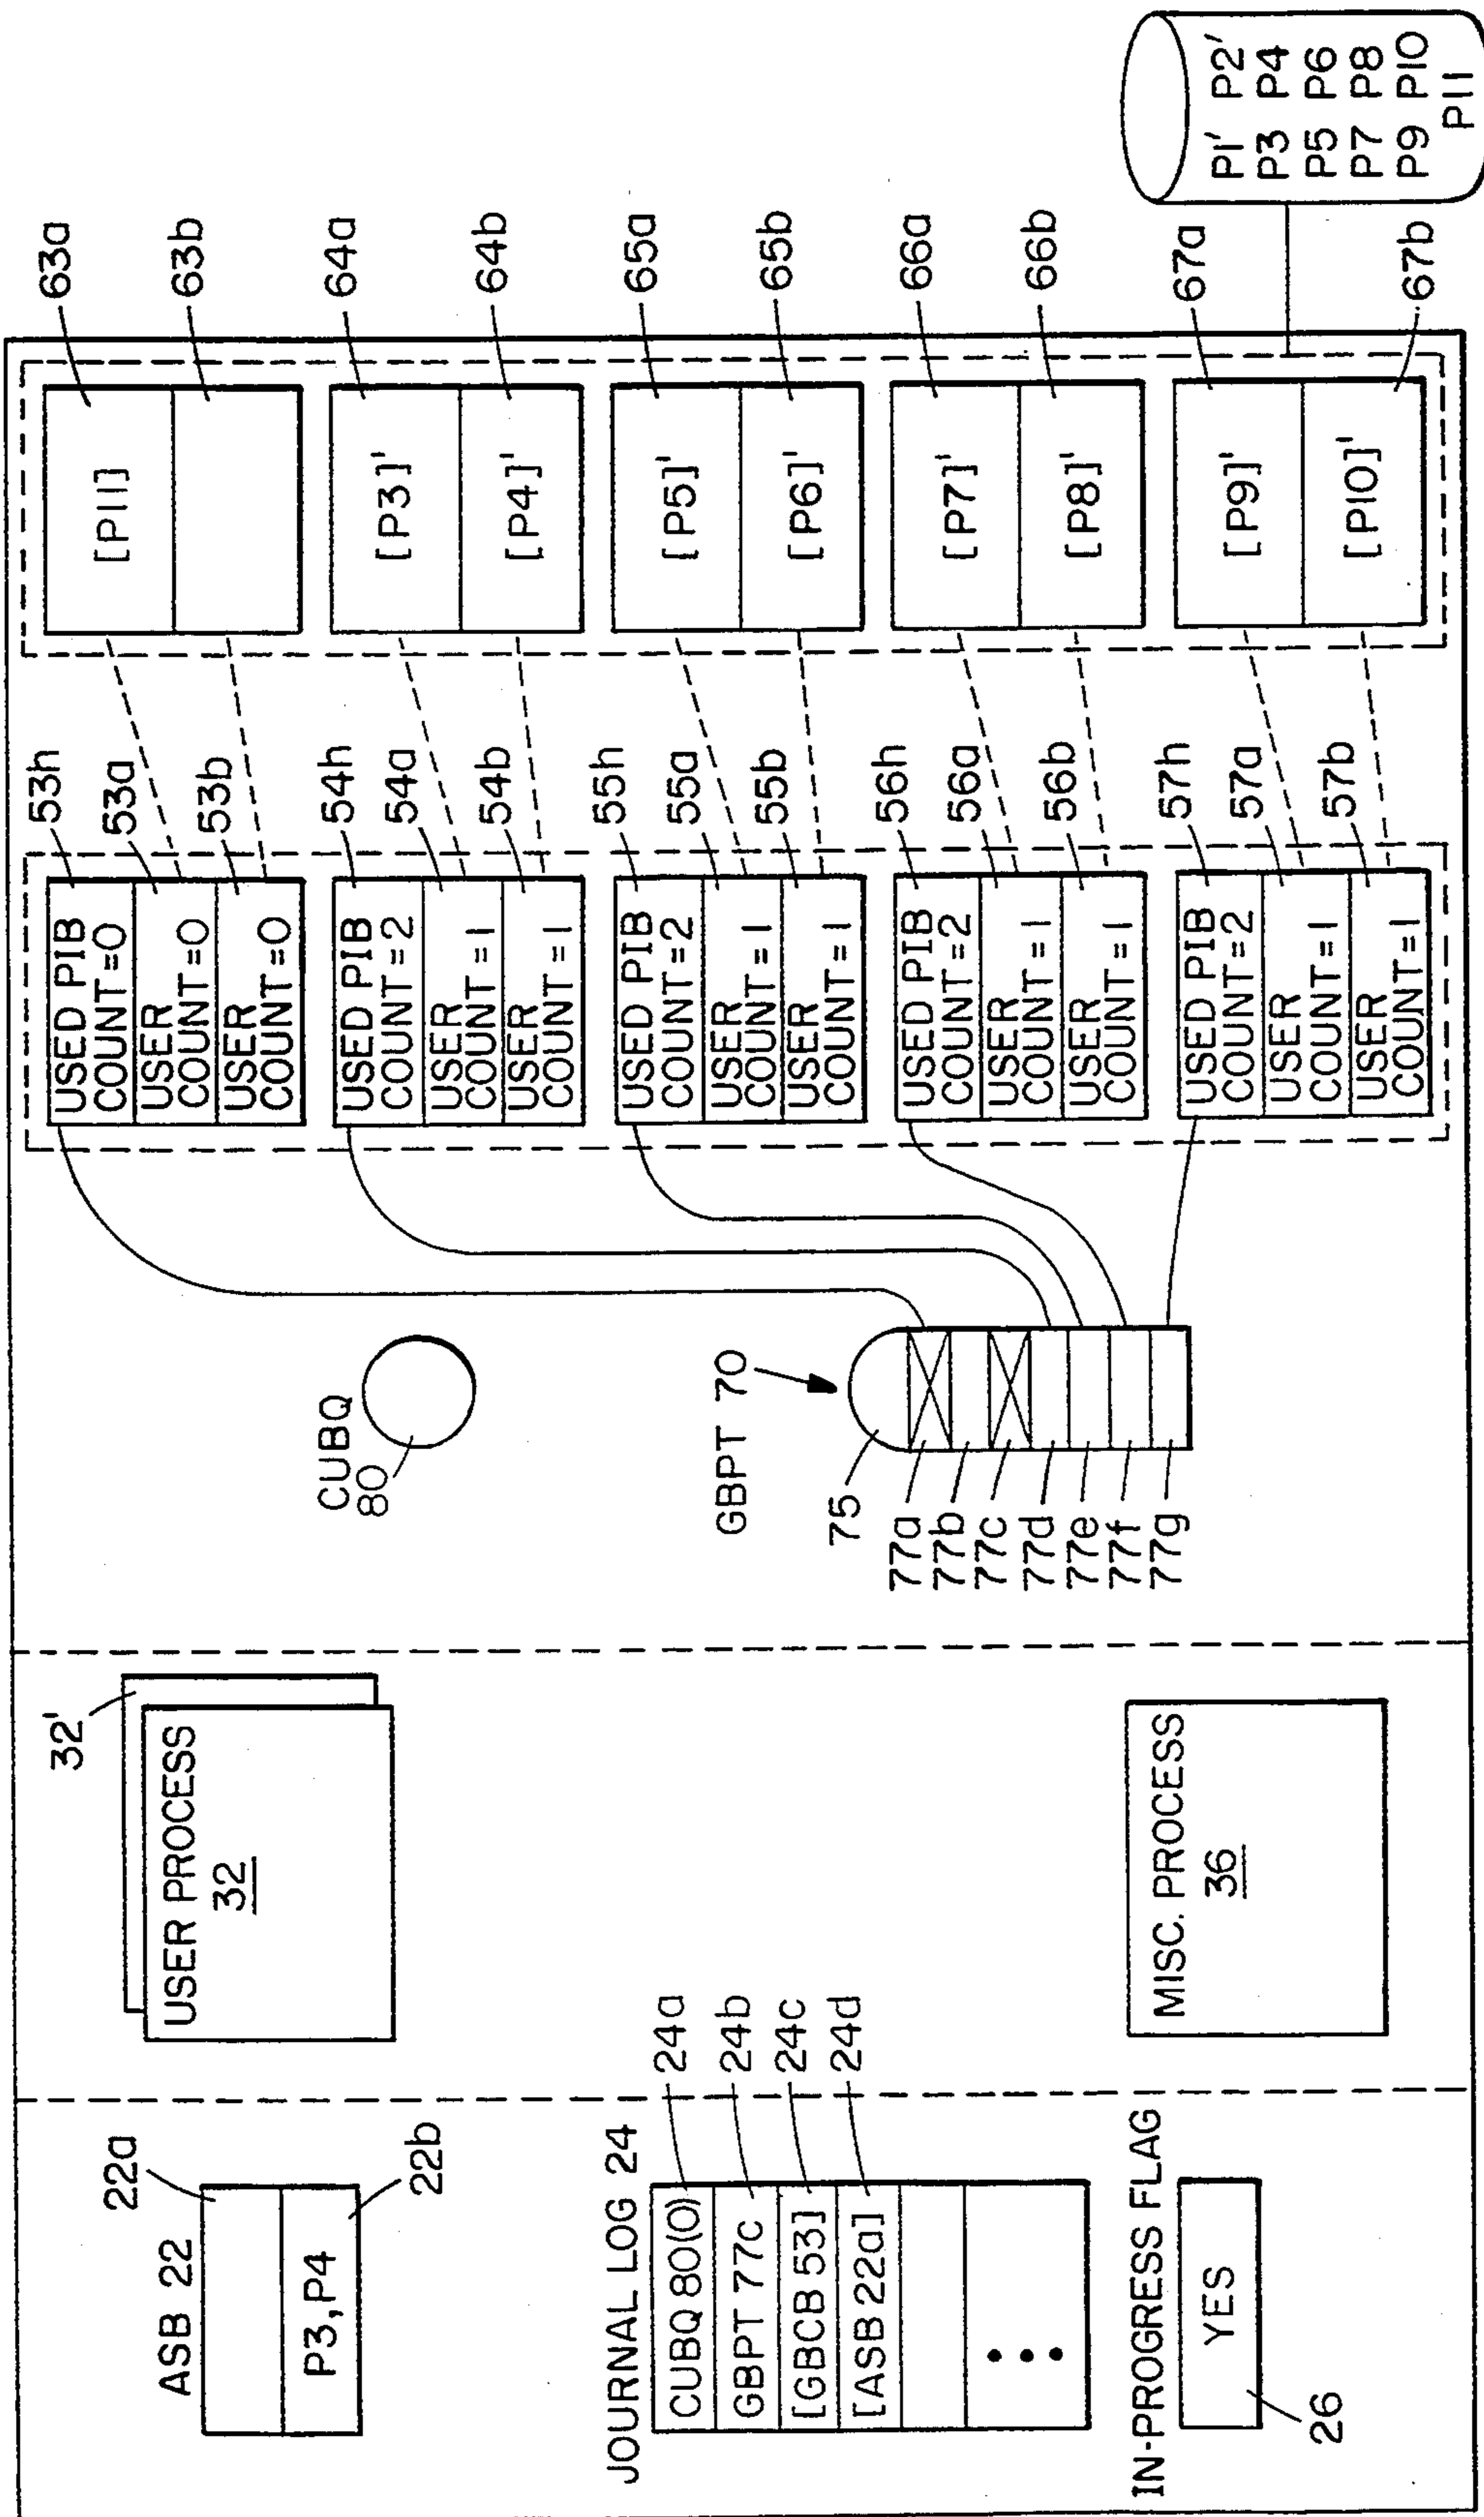 ASB 22
22a
P3,P4
22b
JOURNAL LOG 24
CUBQ 80(0)
GBPT 77c
[GBCB 53]
[ASB 22a]
24a
24b
24c
24d
IN-PROGRESS FLAG
YES
26
32'
USER PROCESS
32
MISC. PROCESS
36
CUBQ
80
GBPT 70
75
77a
77b
77c
77d
77e
77f
77g
USED PIB
COUNT=0
USER
COUNT=0
USER
COUNT=0
53h
53a
53b
USED PIB
COUNT=2
USER
COUNT=1
USER
COUNT=1
54h
54a
54b
USED PIB
COUNT=2
USER
COUNT=1
USER
COUNT=1
55h
55a
55b
USED PIB
COUNT=2
USER
COUNT=1
USER
COUNT=1
56h
56a
56b
USED PIB
COUNT=2
USER
COUNT=1
USER
COUNT=1
57h
57a
57b
[P11]
63a
63b
[P3]'
[P4]'
64a
64b
[P5]'
[P6]'
65a
65b
[P7]'
[P8]'
66a
66b
[P9]'
[P10]'
67a
67b
P1' P2'
P3 P4
P5 P6
P7 P8
P9 P10
P11